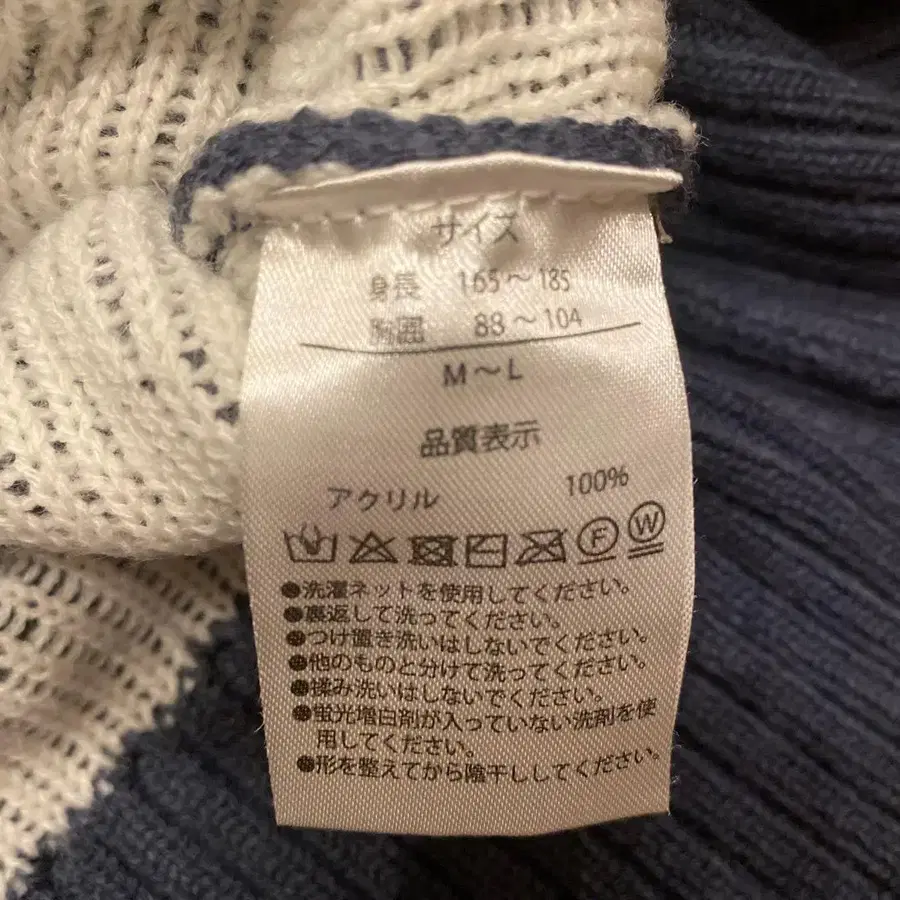 サイズ
身長 165～185
胸囲 88～104
M～L
品質表示
アクリル 100%
F W
●洗濯ネットを使用してください。
●裏返して洗ってください。
●つけ置き洗いはしないでください。
●他のものと分けて洗ってください。
●揉み洗いはしないでください。
●蛍光増白剤が入っていない洗剤を使
用してください。
●形を整えてから陰干ししてください。